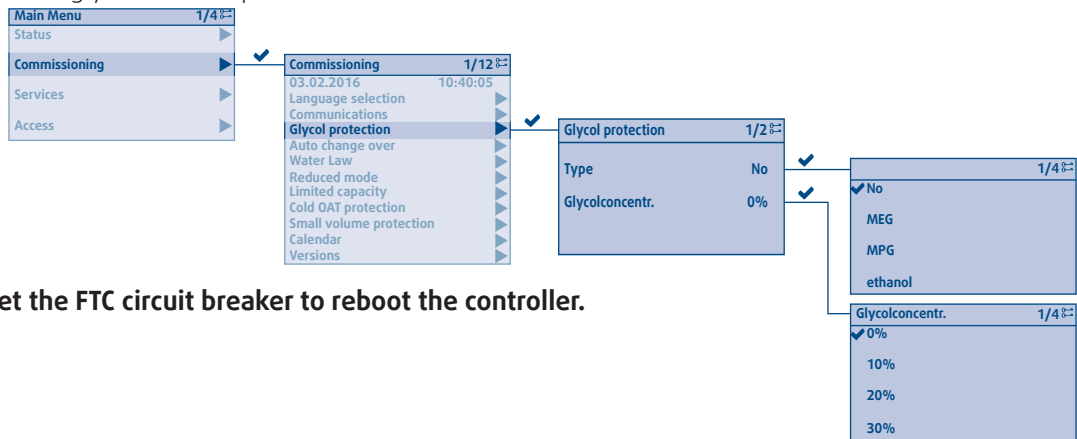 Main Menu 1/4
Status
Commissioning
Services
Access
Commissioning 1/12
03.02.2016 10:40:05
Language selection
Communications
Glycol protection
Auto change over
Water Law
Reduced mode
Limited capacity
Cold OAT protection
Small volume protection
Calendar
Versions
Glycol protection 1/2
Type No
Glycolconcentr. 0%
1/4
No
MEG
MPG
ethanol
et the FTC circuit breaker to reboot the controller.
Glycolconcentr. 1/4
0%
10%
20%
30%